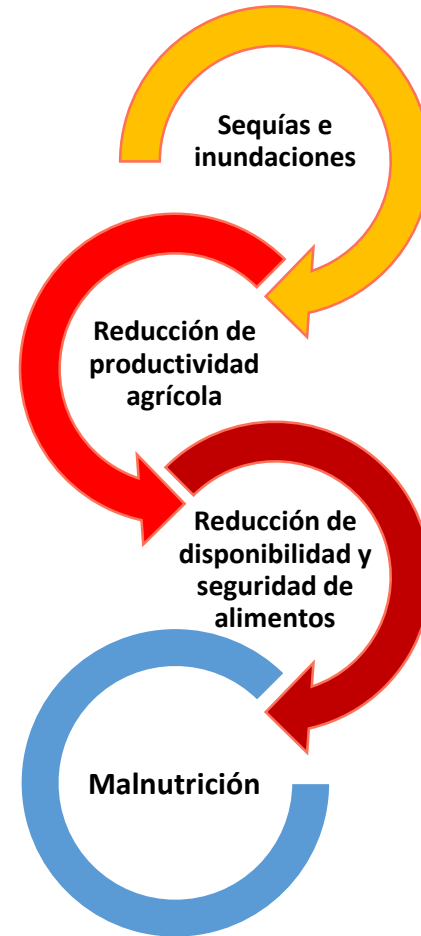 Sequías e
inundaciones
Reducción de
productividad
agrícola
Reducción de
disponibilidad y
seguridad de
alimentos
Malnutrición